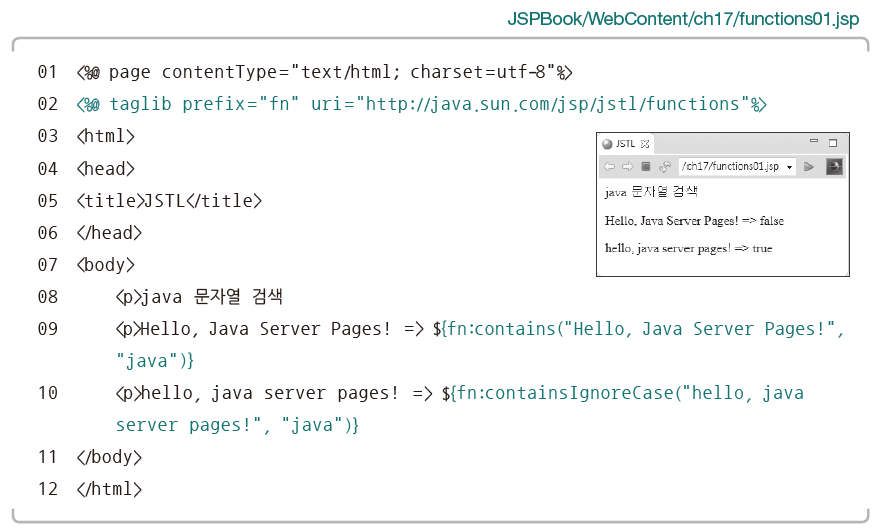 JSPBook/WebContent/ch17/functions01.jsp
01 <%@ page contentType="text/html; charset=utf-8"%>
02 <%@ taglib prefix="fn" uri="http://java.sun.com/jsp/jstl/functions"%>
03 <html>
04 <head>
05 <title>JSTL</title>
06 </head>
07 <body>
08 <p>java 문자열 검색
09 <p>Hello, Java Server Pages! => ${fn:contains("Hello, Java Server Pages!",
"java")}
10 <p>hello, java server pages! => ${fn:containsIgnoreCase("hello, java
server pages!", "java")}
11 </body>
12 </html>
JSTL
/ch17/functions01.jsp
java 문자열 검색
Hello, Java Server Pages! => false
hello, java server pages! => true